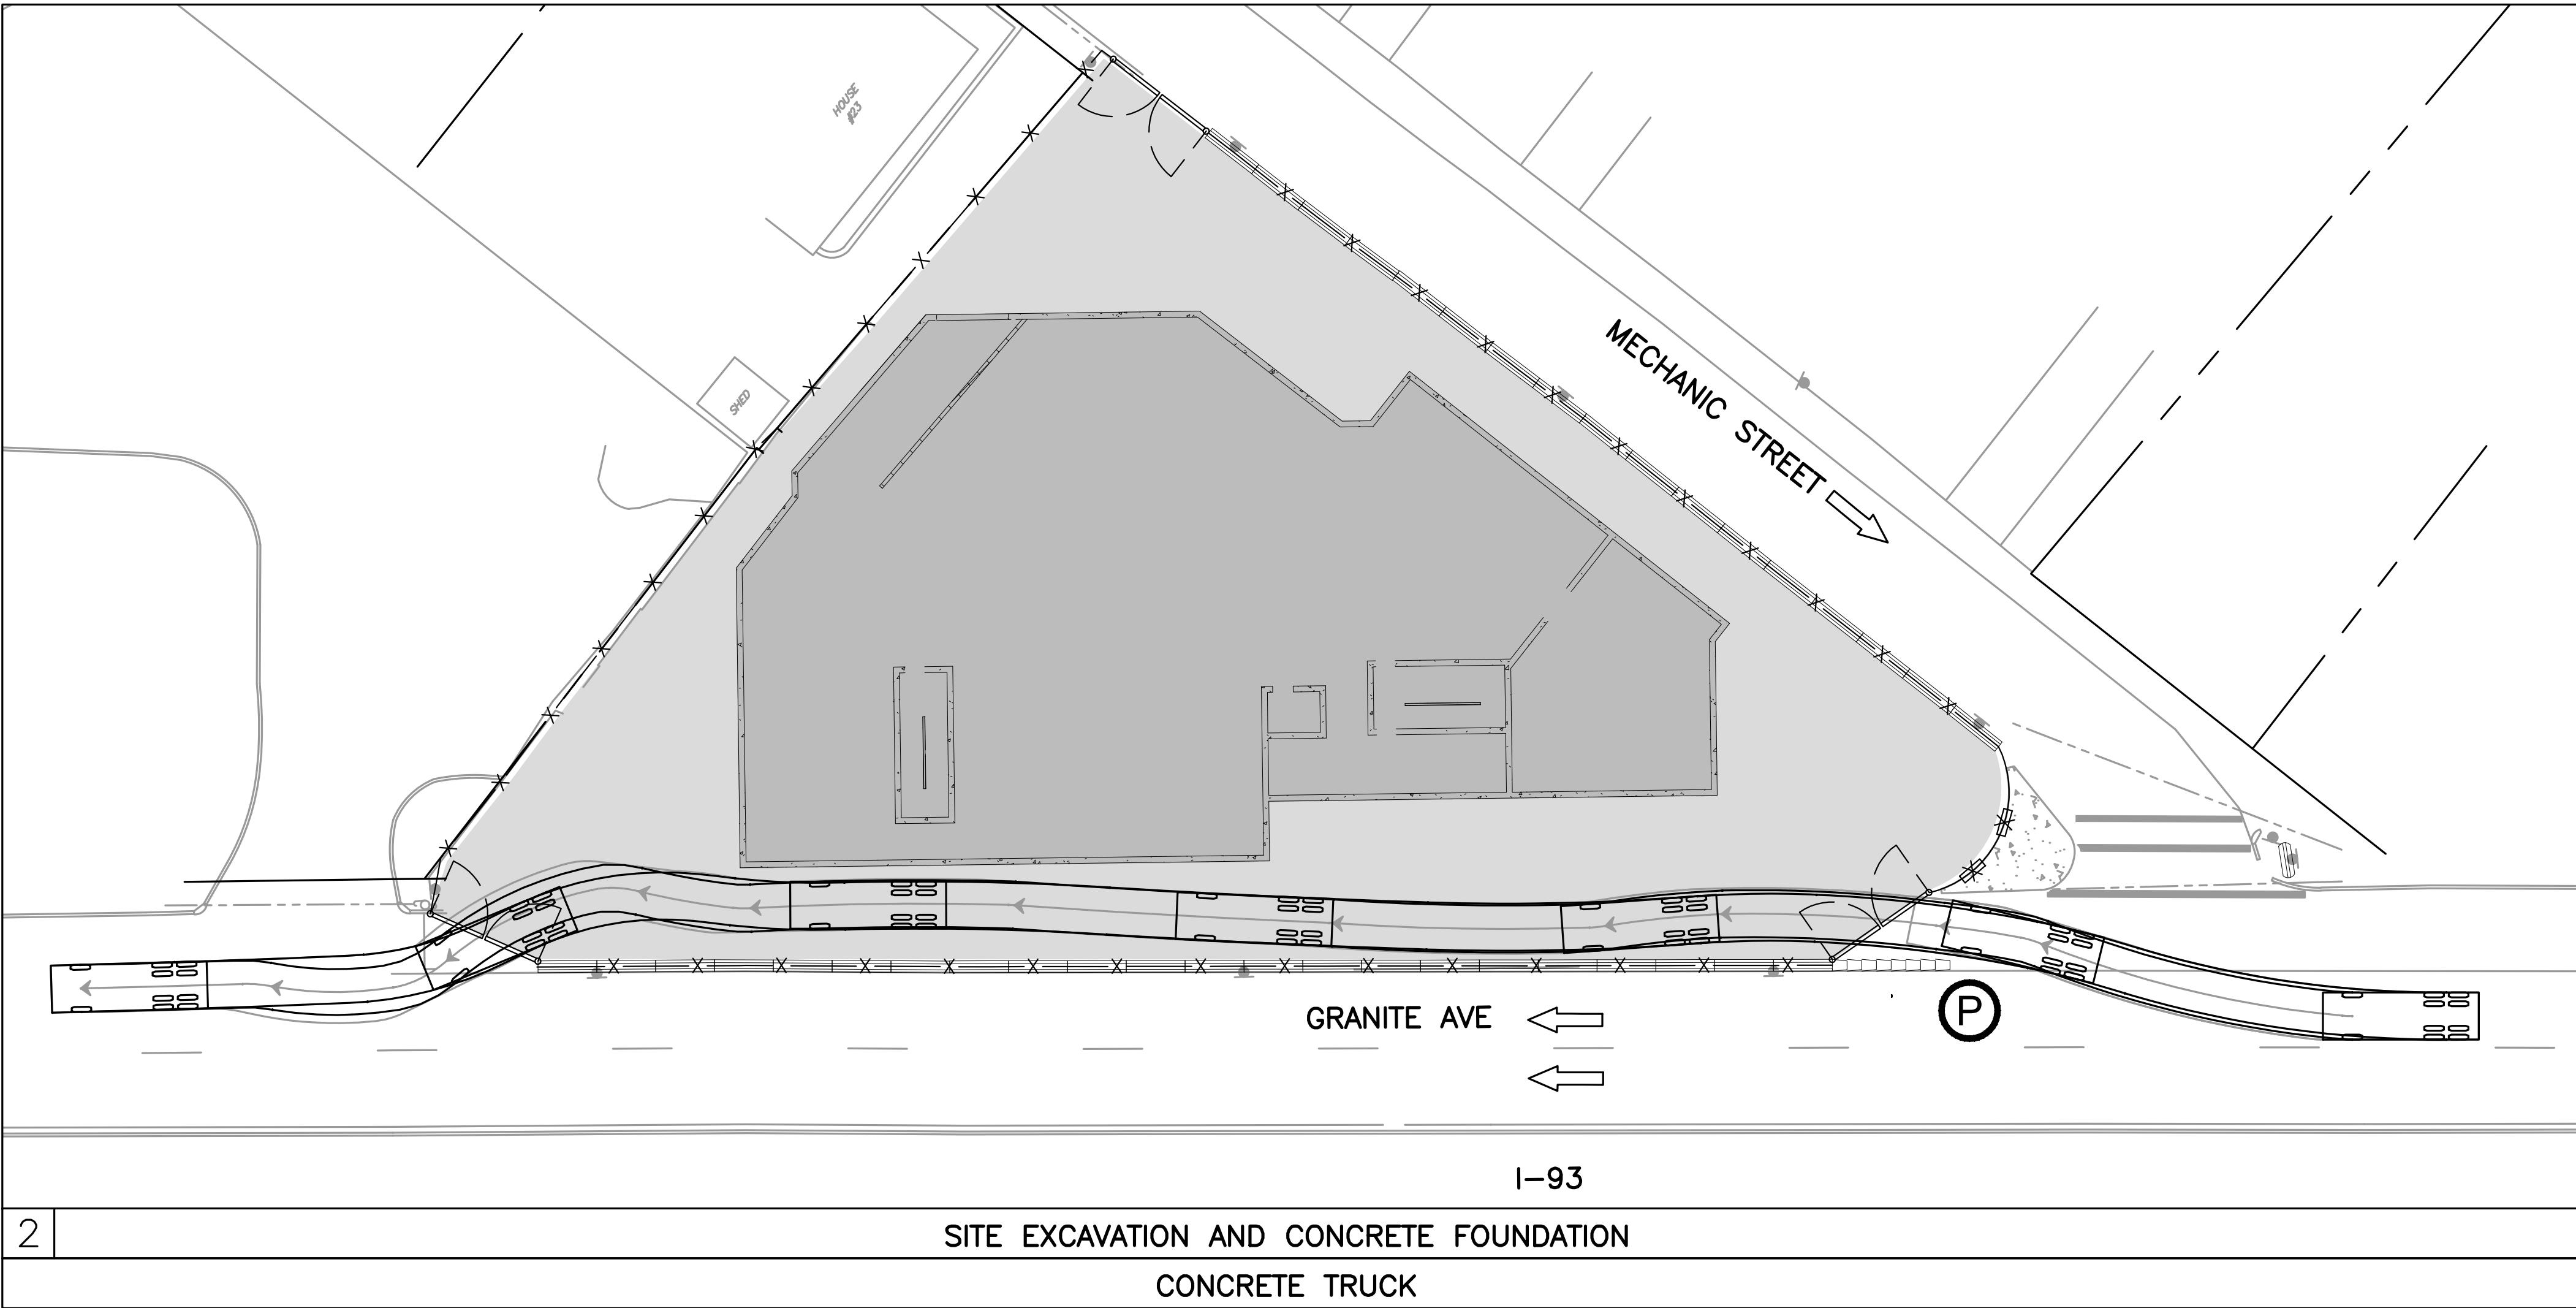 HOUSE
#23
SHED
MECHANIC STREET
GRANITE AVE
P
I-93
2
SITE EXCAVATION AND CONCRETE FOUNDATION
CONCRETE TRUCK